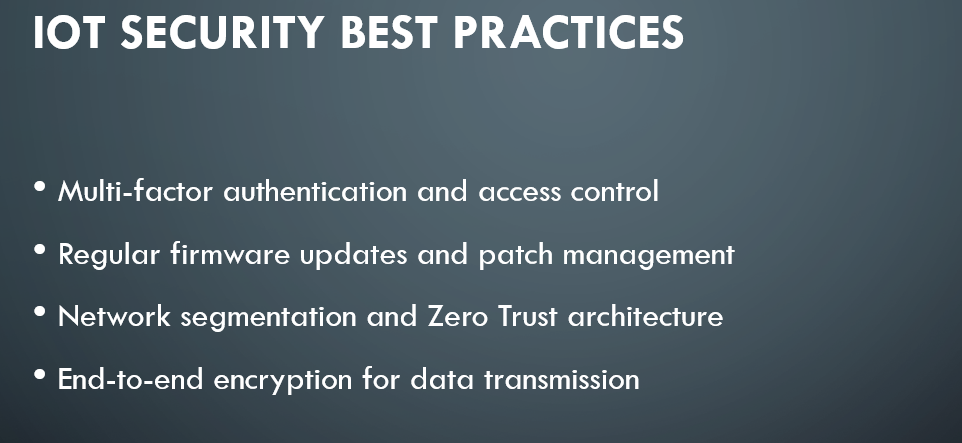 IOT SECURITY BEST PRACTICES
• Multi-factor authentication and access control
• Regular firmware updates and patch management
• Network segmentation and Zero Trust architecture
• End-to-end encryption for data transmission